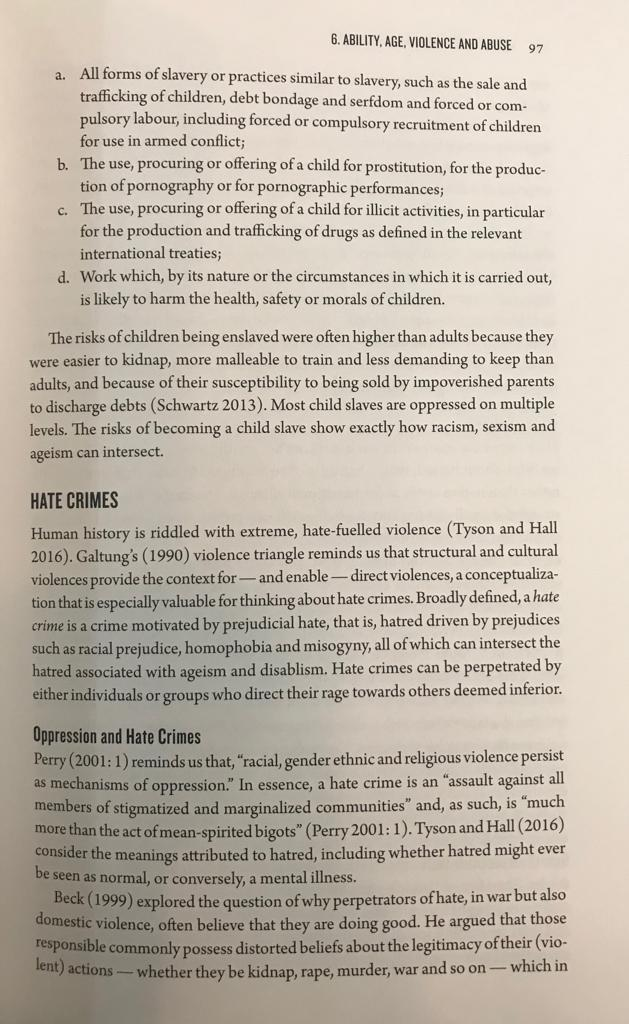 6. ABILITY, AGE, VIOLENCE AND ABUSE 97
a. All forms of slavery or practices similar to slavery, such as the sale and
trafficking of children, debt bondage and serfdom and forced or com-
pulsory labour, including forced or compulsory recruitment of children
for use in armed conflict;
b. The use, procuring or offering of a child for prostitution, for the produc-
tion of pornography or for pornographic performances;
c. The use, procuring or offering of a child for illicit activities, in particular
for the production and trafficking of drugs as defined in the relevant
international treaties;
d. Work which, by its nature or the circumstances in which it is carried out,
is likely to harm the health, safety or morals of children.
The risks of children being enslaved were often higher than adults because they
were easier to kidnap, more malleable to train and less demanding to keep than
adults, and because of their susceptibility to being sold by impoverished parents
to discharge debts (Schwartz 2013). Most child slaves are oppressed on multiple
levels. The risks of becoming a child slave show exactly how racism, sexism and
ageism can intersect.
HATE CRIMES
Human history is riddled with extreme, hate-fuelled violence (Tyson and Hall
2016). Galtung's (1990) violence triangle reminds us that structural and cultural
violences provide the context for — and enable — direct violences, a conceptualiza-
tion that is especially valuable for thinking about hate crimes. Broadly defined, a hate
crime is a crime motivated by prejudicial hate, that is, hatred driven by prejudices
such as racial prejudice, homophobia and misogyny, all of which can intersect the
hatred associated with ageism and disablism. Hate crimes can be perpetrated by
either individuals or groups who direct their rage towards others deemed inferior.
Oppression and Hate Crimes
Perry (2001: 1) reminds us that, "racial, gender ethnic and religious violence persist
as mechanisms of oppression." In essence, a hate crime is an "assault against all
members of stigmatized and marginalized communities" and, as such, is "much
more than the act of mean-spirited bigots" (Perry 2001: 1). Tyson and Hall (2016)
consider the meanings attributed to hatred, including whether hatred might ever
be seen as normal, or conversely, a mental illness.
Beck (1999) explored the question of why perpetrators of hate, in war but also
domestic violence, often believe that they are doing good. He argued that those
responsible commonly possess distorted beliefs about the legitimacy of their (vio-
lent) actions — whether they be kidnap, rape, murder, war and so on — which in